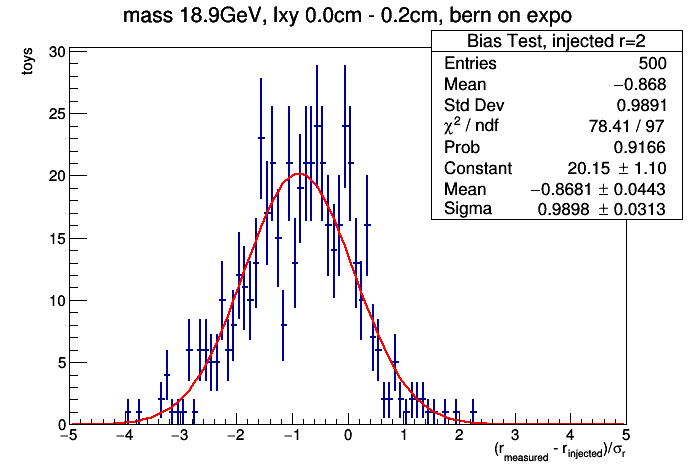 mass 18.9GeV, lxy 0.0cm - 0.2cm, bern on expo
Bias Test, injected r=2
Entries 500
Mean −0.868
Std Dev 0.9891
χ² / ndf 78.41 / 97
Prob 0.9166
Constant 20.15 ± 1.10
Mean −0.8681 ± 0.0443
Sigma 0.9898 ± 0.0313
toys
30
25
20
15
10
5
0
−5 −4 −3 −2 −1 0 1 2 3 4 5
(r_measured - r_injected)/σ_r